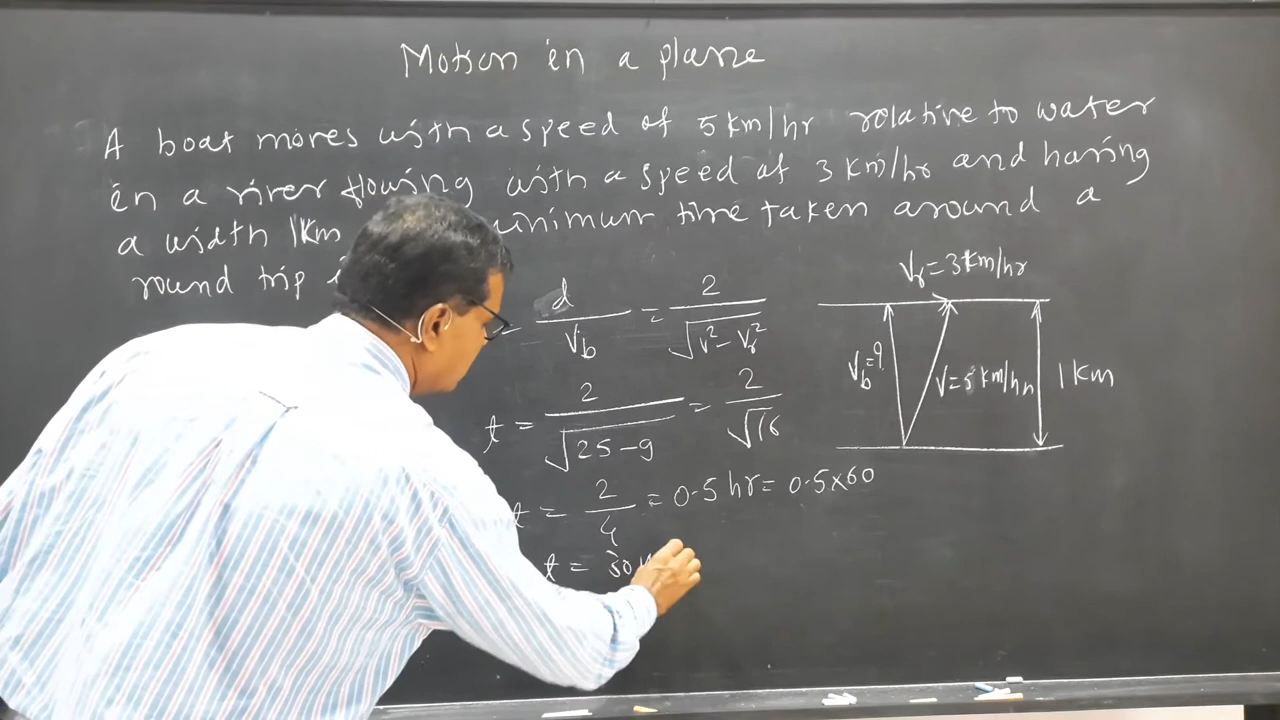 Motion in a plane
A boat moves with a speed of 5 km/hr relative to water
in a river flowing with a speed of 3 km/hr and having
a width 1km minimum time taken around a
round trip
= d/Vb = 2/√(V²-Vr²)
t = 2/√(25-9) = 2/√16
t = 2/4 = 0.5 hr = 0.5×60
t = 30
Vr = 3 km/hr
Vb = ?
V = 5 km/hr
1 Km